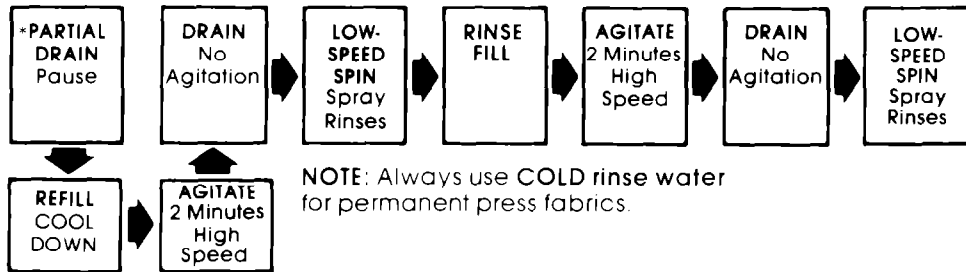 *PARTIAL
DRAIN
Pause
REFILL
COOL
DOWN
AGITATE
2 Minutes
High
Speed
DRAIN
No
Agitation
LOW-
SPEED
SPIN
Spray
Rinses
RINSE
FILL
AGITATE
2 Minutes
High
Speed
DRAIN
No
Agitation
LOW-
SPEED
SPIN
Spray
Rinses
NOTE: Always use COLD rinse water
for permanent press fabrics.